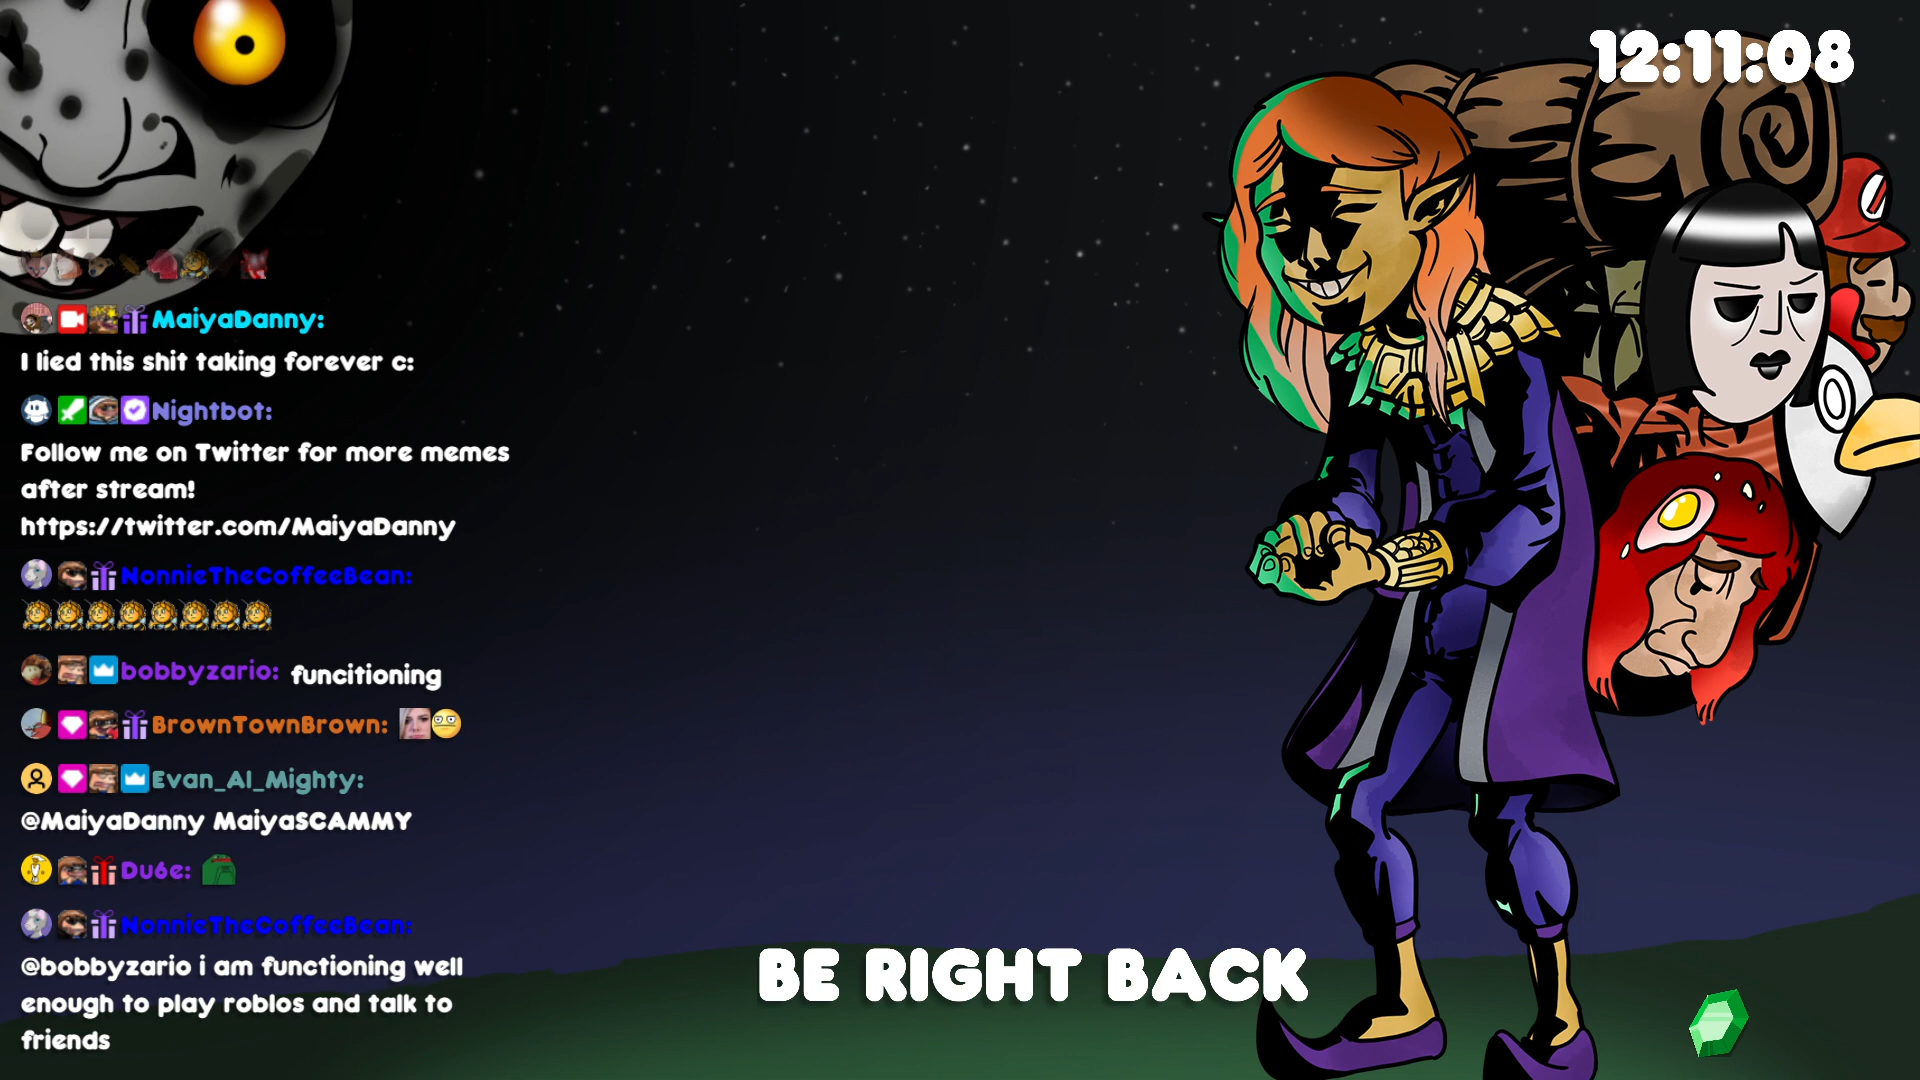 12:11:08
MaiyaDanny:
I lied this shit taking forever c:
Nightbot:
Follow me on Twitter for more memes
after stream!
https://twitter.com/MaiyaDanny
NonnieTheCoffeeBean:
bobbyzario: funcitioning
BrownTownBrown:
Evan_Al_Mighty:
@MaiyaDanny MaiyaSCAMMY
Du6e:
NonnieTheCoffeeBean:
@bobbyzario i am functioning well
enough to play roblos and talk to
friends
BE RIGHT BACK